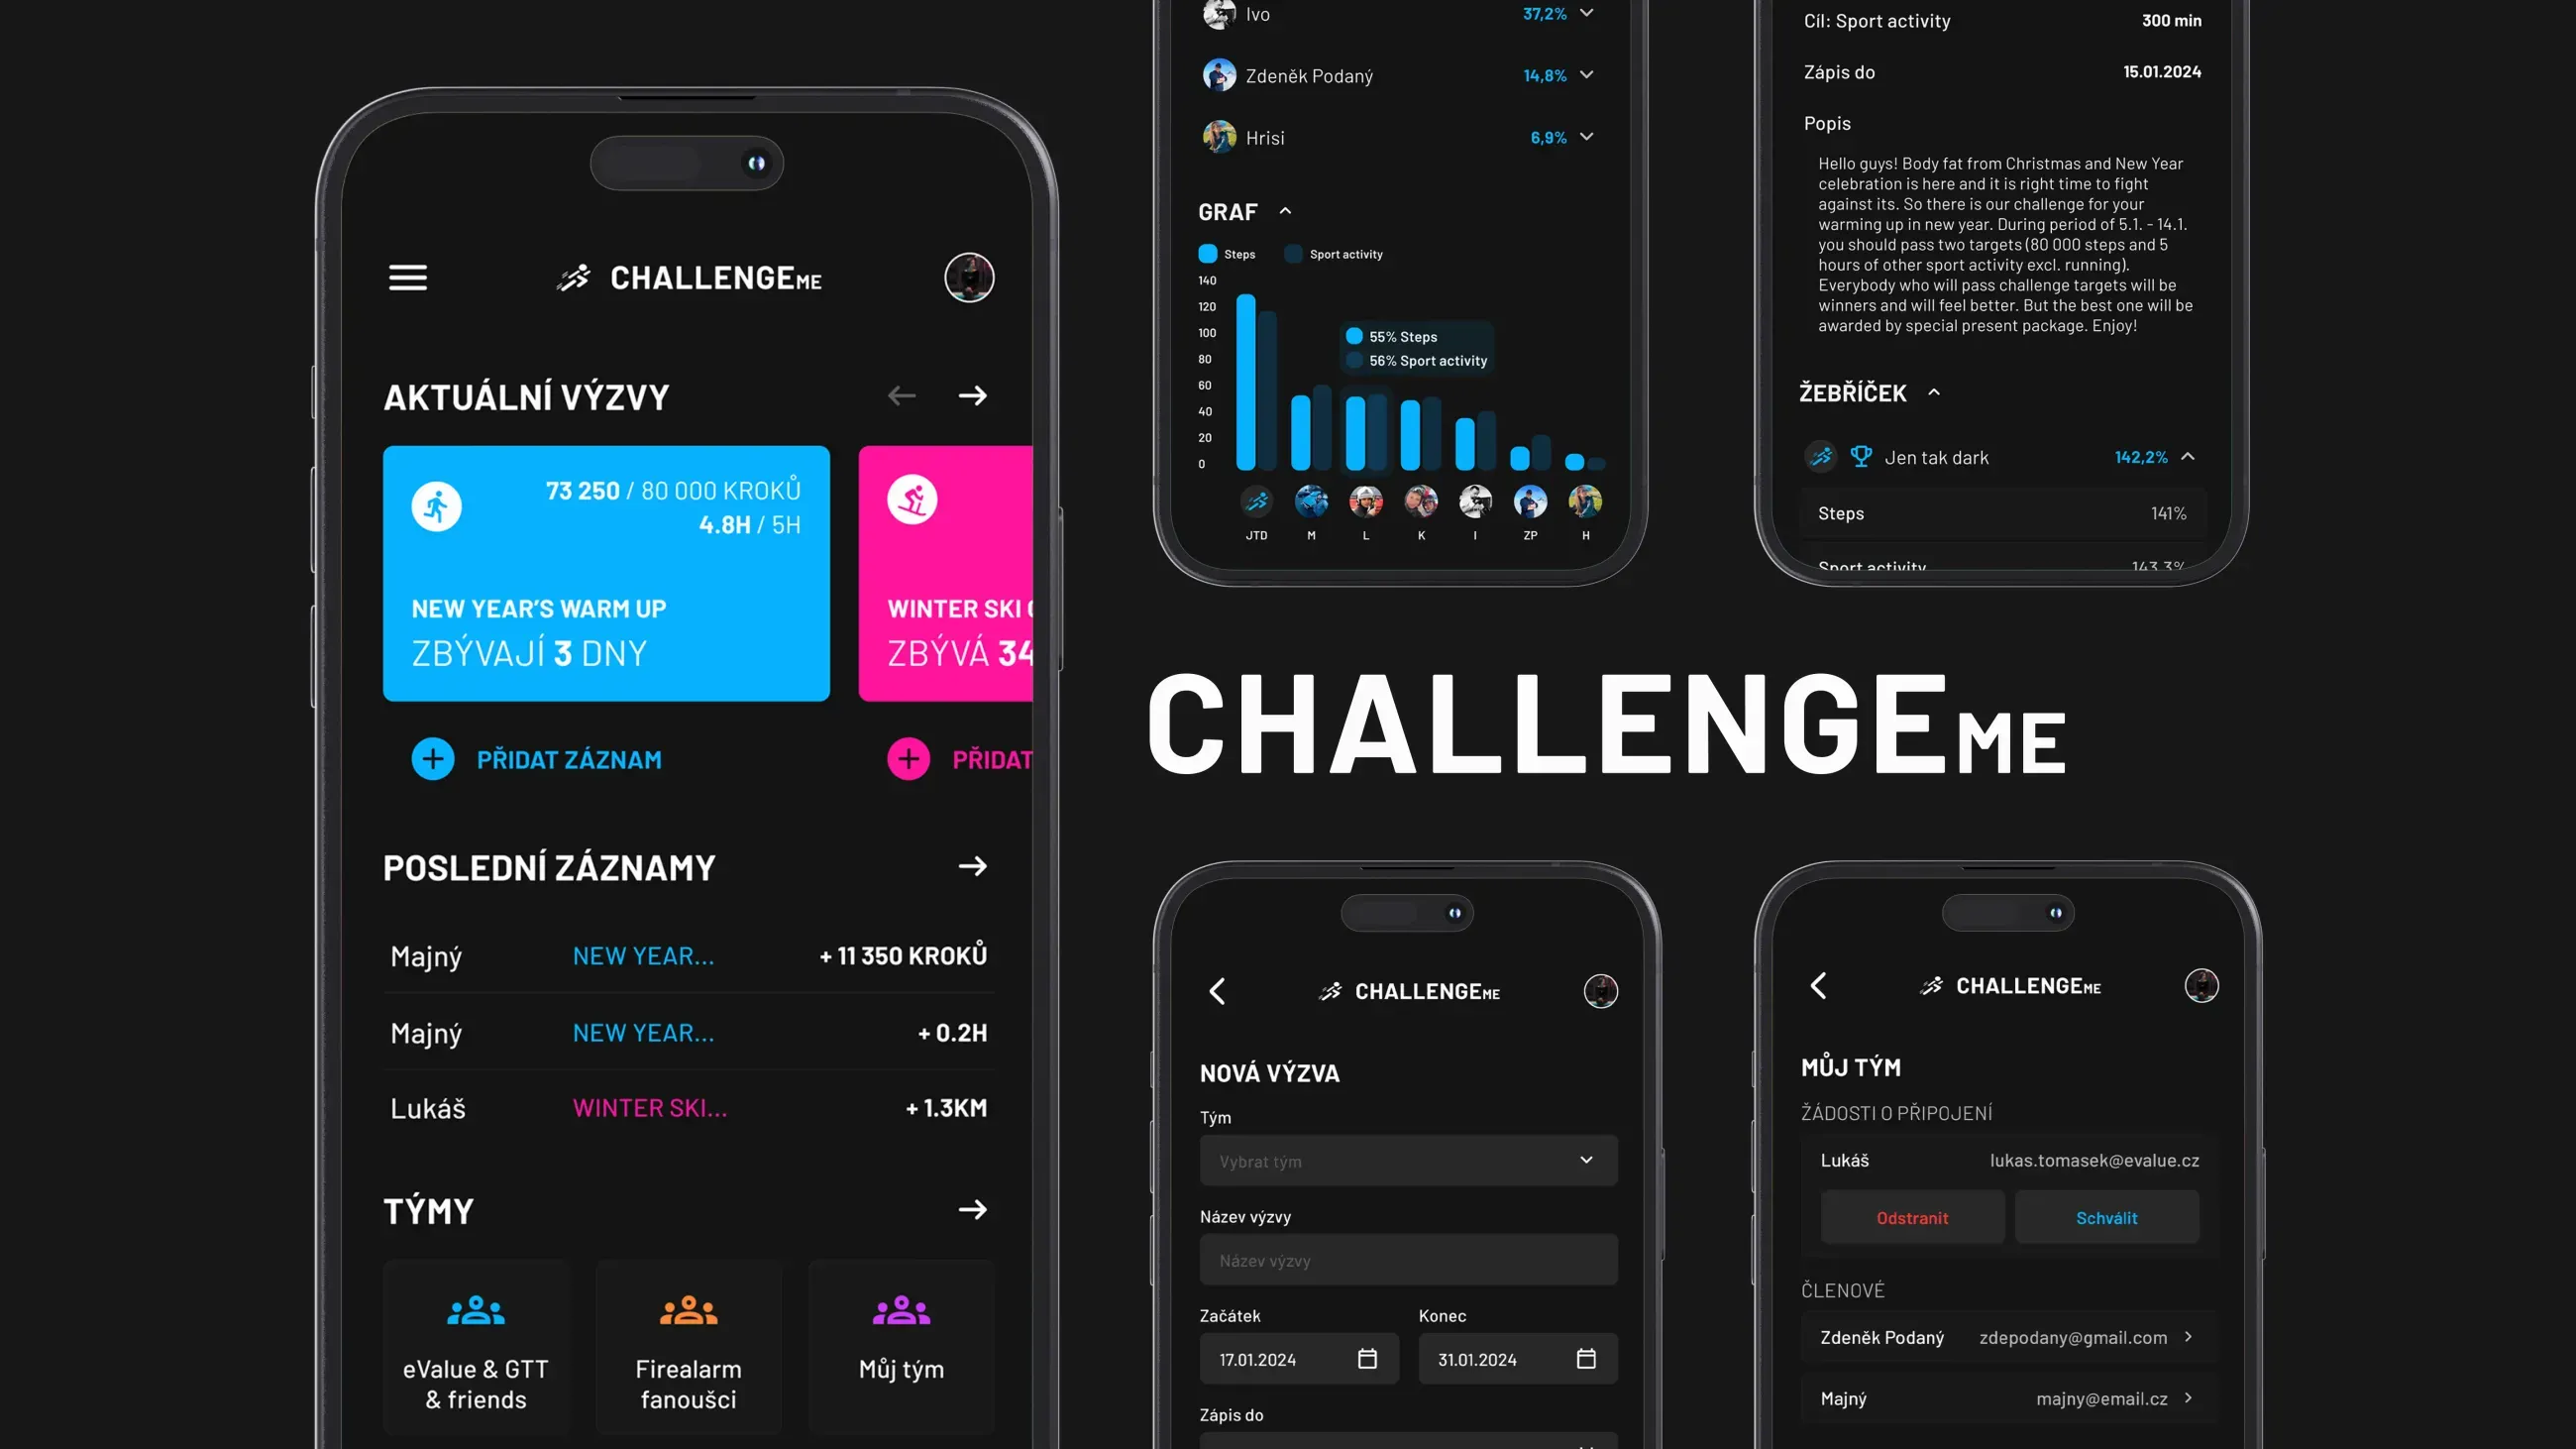 CHALLENGEME
AKTUÁLNÍ VÝZVY
73 250 / 80 000 KROKŮ
4.8H / 5H
NEW YEAR’S WARM UP
ZBÝVAJÍ 3 DNY
WINTER SKI
ZBÝVÁ 34
PŘIDAT ZÁZNAM
PŘIDAT
POSLEDNÍ ZÁZNAMY
Majný NEW YEAR... + 11 350 KROKŮ
Majný NEW YEAR... + 0.2H
Lukáš WINTER SKI... + 1.3KM
TÝMY
eValue & GTT
& friends
Firealarm
fanoušci
Můj tým
Ivo 37,2%
Zdeněk Podaný 14,8%
Hrisi 6,9%
GRAF
Steps Sport activity
140
120
100
80
60
40
20
0
55% Steps
56% Sport activity
JTD M L K I ZP H
Cíl: Sport activity 300 min
Zápis do 15.01.2024
Popis
Hello guys! Body fat from Christmas and New Year
celebration is here and it is right time to fight
against its. So there is our challenge for your
warming up in new year. During period of 5.1. - 14.1.
you should pass two targets (80 000 steps and 5
hours of other sport activity excl. running).
Everybody who will pass challenge targets will be
winners and will feel better. But the best one will be
awarded by special present package. Enjoy!
ŽEBŘÍČEK
Jen tak dark 142,2%
Steps 141%
Sport activity 143,3%
CHALLENGEME
CHALLENGEME
NOVÁ VÝZVA
Tým
Vybrat tým
Název výzvy
Název výzvy
Začátek Konec
17.01.2024 31.01.2024
Zápis do
CHALLENGEME
MŮJ TÝM
ŽÁDOSTI O PŘIPOJENÍ
Lukáš lukas.tomasek@evalue.cz
Odstranit Schválit
ČLENOVÉ
Zdeněk Podaný zdepodany@gmail.com
Majný majny@email.cz